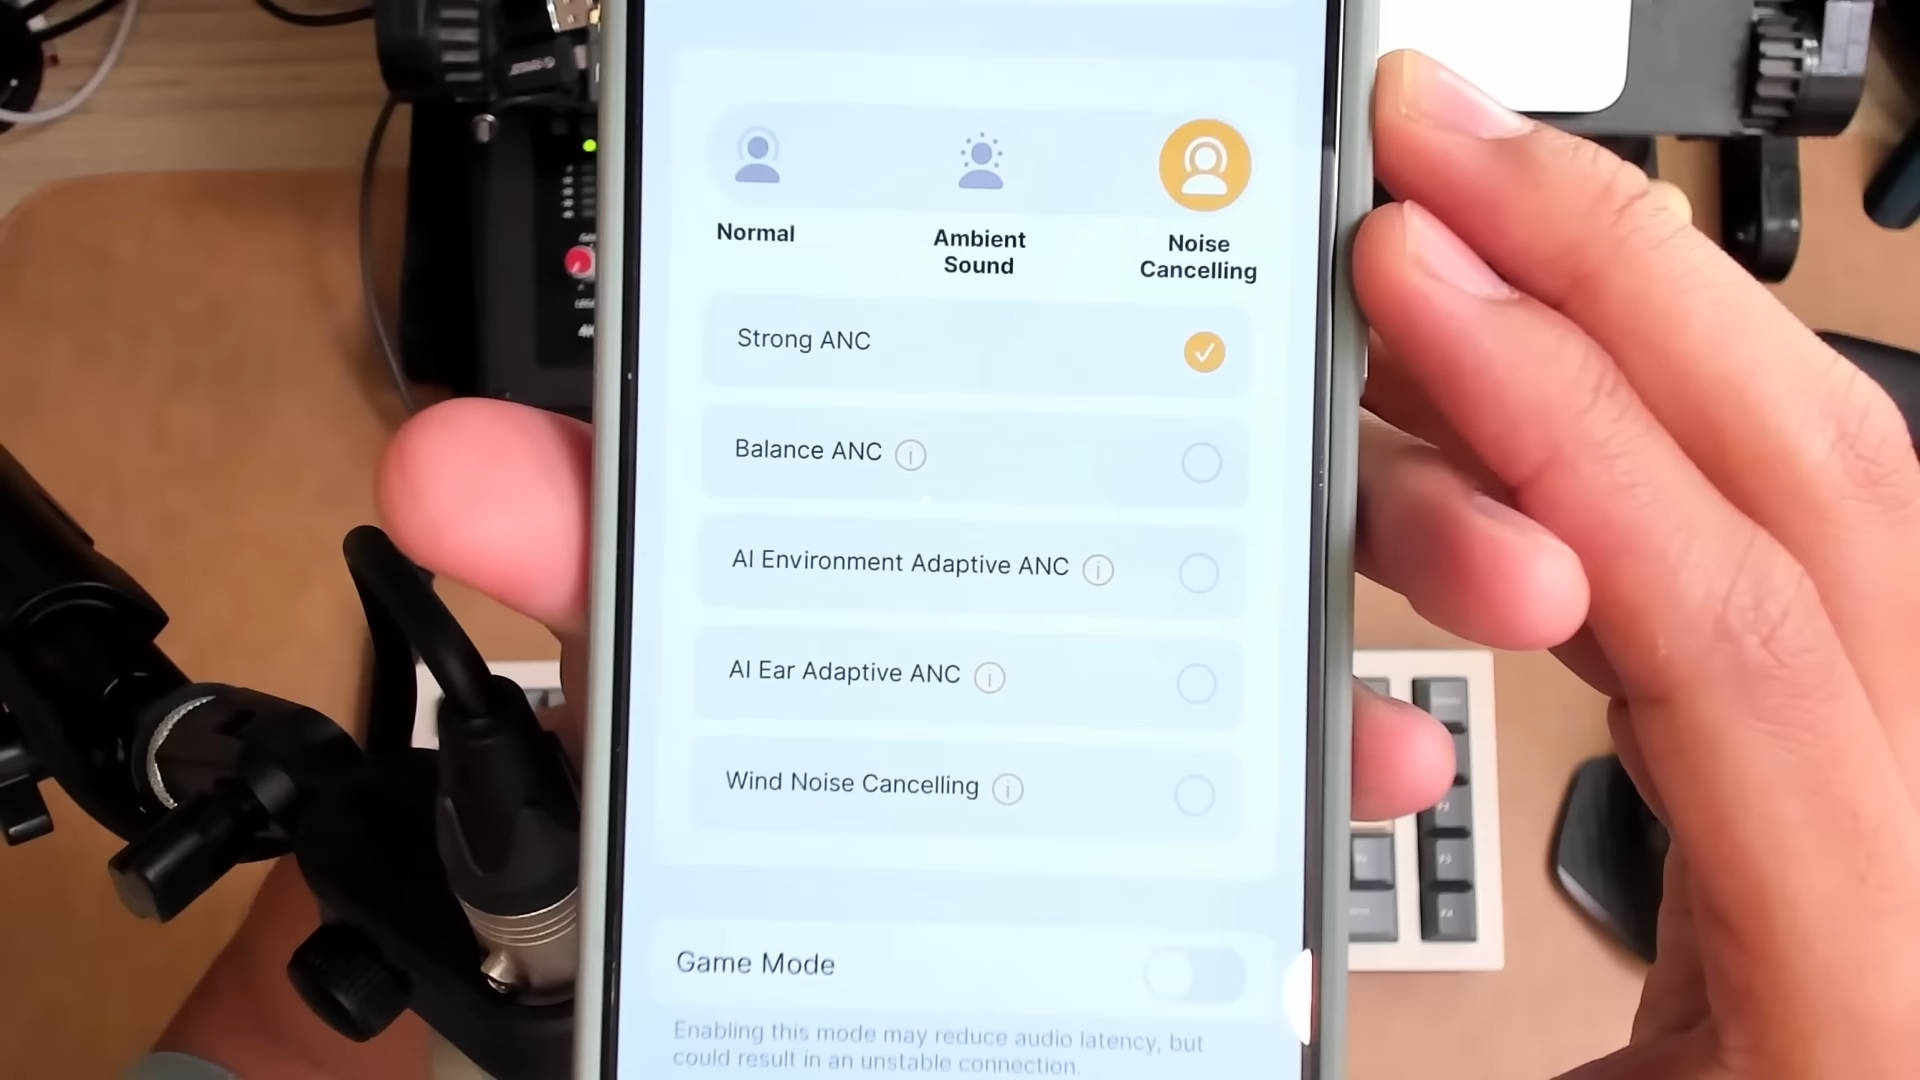 Normal
Ambient
Sound
Noise
Cancelling
Strong ANC
Balance ANC
AI Environment Adaptive ANC
AI Ear Adaptive ANC
Wind Noise Cancelling
Game Mode
Enabling this mode may reduce audio latency, but
could result in an unstable connection.